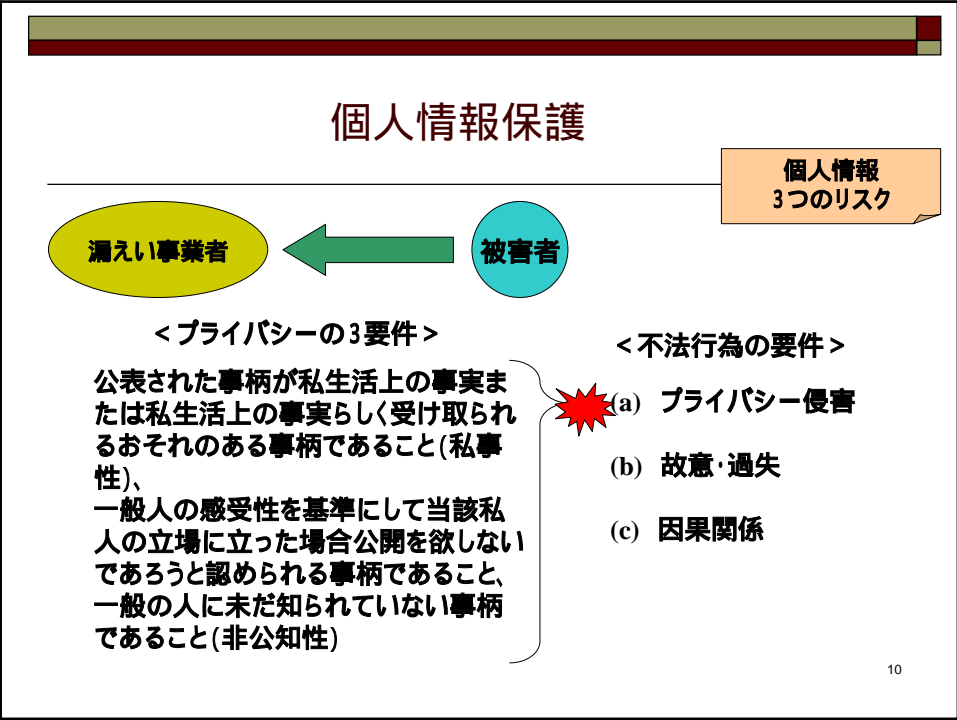 個人情報保護
個人情報
3つのリスク
漏えい事業者
被害者
<プライバシーの3要件>
公表された事柄が私生活上の事実ま
たは私生活上の事実らしく受け取られ
るおそれのある事柄であること(私事
性)、
一般人の感受性を基準にして当該私
人の立場に立った場合公開を欲しない
であろうと認められる事柄であること、
一般の人に未だ知られていない事柄
であること(非公知性)
<不法行為の要件>
(a) プライバシー侵害
(b) 故意・過失
(c) 因果関係
10